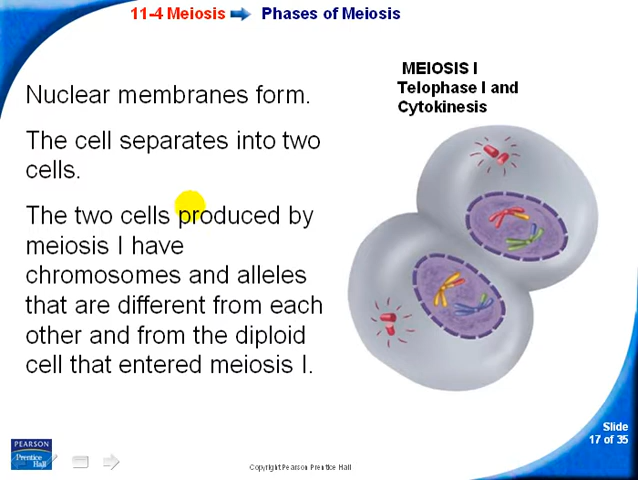 11-4 Meiosis Phases of Meiosis
Nuclear membranes form.
The cell separates into two
cells.
The two cells produced by
meiosis I have
chromosomes and alleles
that are different from each
other and from the diploid
cell that entered meiosis I.
MEIOSIS I
Telophase I and
Cytokinesis
Slide
17 of 35
PEARSON
Prentice
Hall
Copyright Pearson Prentice Hall